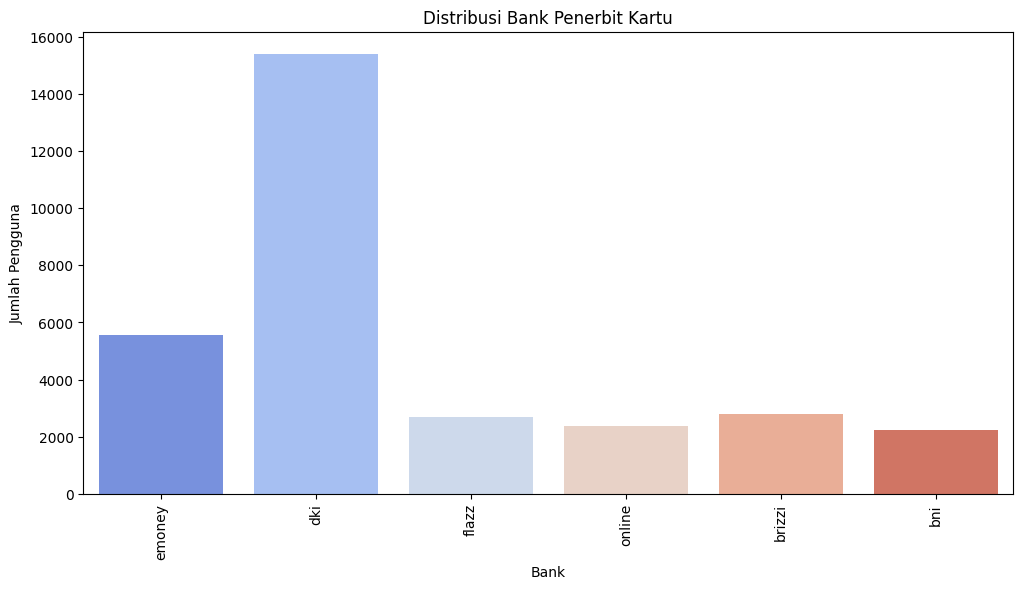 Distribusi Bank Penerbit Kartu
16000
14000
12000
10000
8000
6000
4000
2000
0
Jumlah Pengguna
emoney
dki
flazz
online
brizzi
bni
Bank